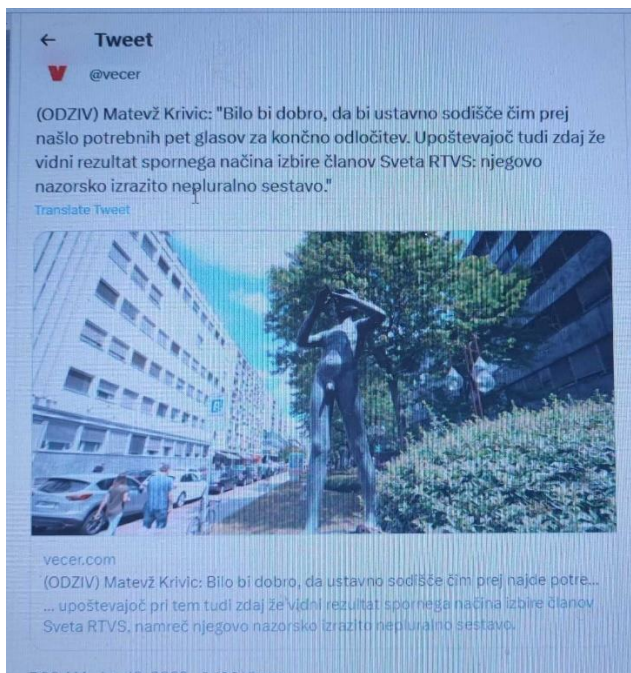 ← Tweet
@vecer
(ODZIV) Matevž Krivic: "Bilo bi dobro, da bi ustavno sodišče čim prej
našlo potrebnih pet glasov za končno odločitev. Upoštevajoč tudi zdaj že
vidni rezultat spornega načina izbire članov Sveta RTVS: njegovo
nazorsko izrazito nepluralno sestavo."
Translate Tweet
vecer.com
(ODZIV) Matevž Krivic: Bilo bi dobro, da ustavno sodišče čim prej najde potre...
... upoštevajoč pri tem tudi zdaj že vidni rezultat spornega načina izbire članov
Sveta RTVS, namreč njegovo nazorsko izrazito nepluralno sestavo.